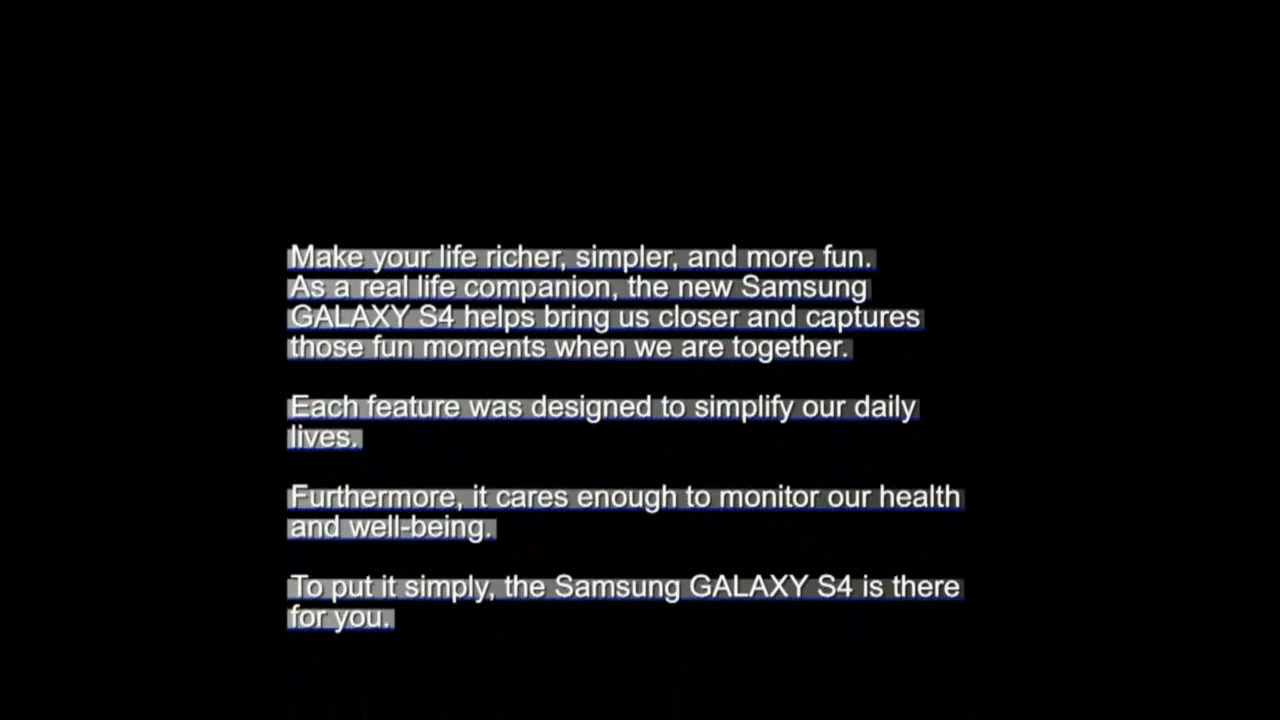 Make your life richer, simpler, and more fun.
As a real life companion, the new Samsung
GALAXY S4 helps bring us closer and captures
those fun moments when we are together.
Each feature was designed to simplify our daily
lives.
Furthermore, it cares enough to monitor our health
and well-being.
To put it simply, the Samsung GALAXY S4 is there
for you.